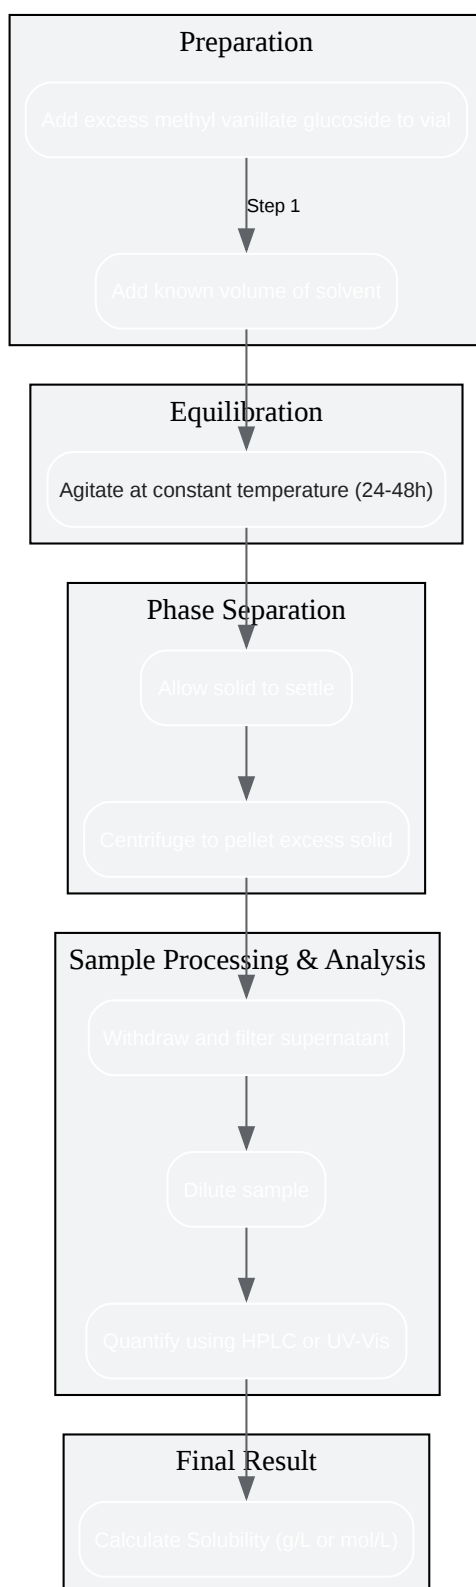 Preparation
Add excess methyl vanillate glucoside to vial
Step 1
Add known volume of solvent
Equilibration
Agitate at constant temperature (24-48h)
Phase Separation
Allow solid to settle
Centrifuge to pellet excess solid
Sample Processing & Analysis
Withdraw and filter supernatant
Dilute sample
Quantify using HPLC or UV-Vis
Final Result
Calculate Solubility (g/L or mol/L)